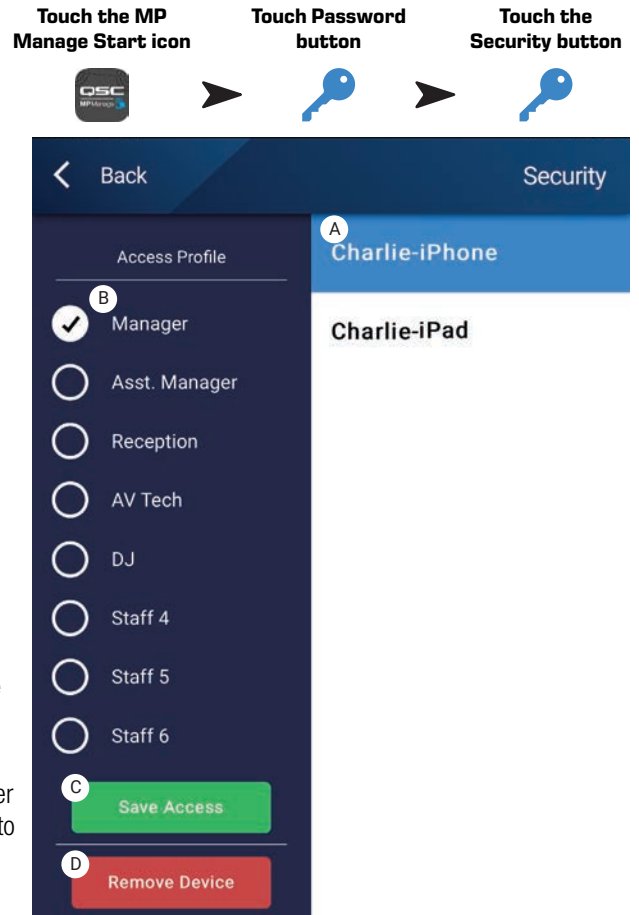 Touch the MP
Manage Start icon
Touch Password
button
Touch the
Security button
QSC
MP Manage
Back
Security
Access Profile
A
Charlie-iPhone
B
Manager
Charlie-iPad
Asst. Manager
Reception
AV Tech
DJ
Staff 4
Staff 5
Staff 6
er
to
C
Save Access
D
Remove Device